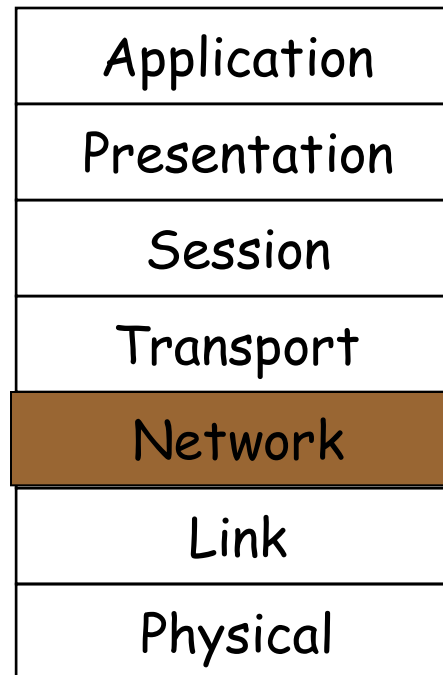 Application
Presentation
Session
Transport
Network
Link
Physical